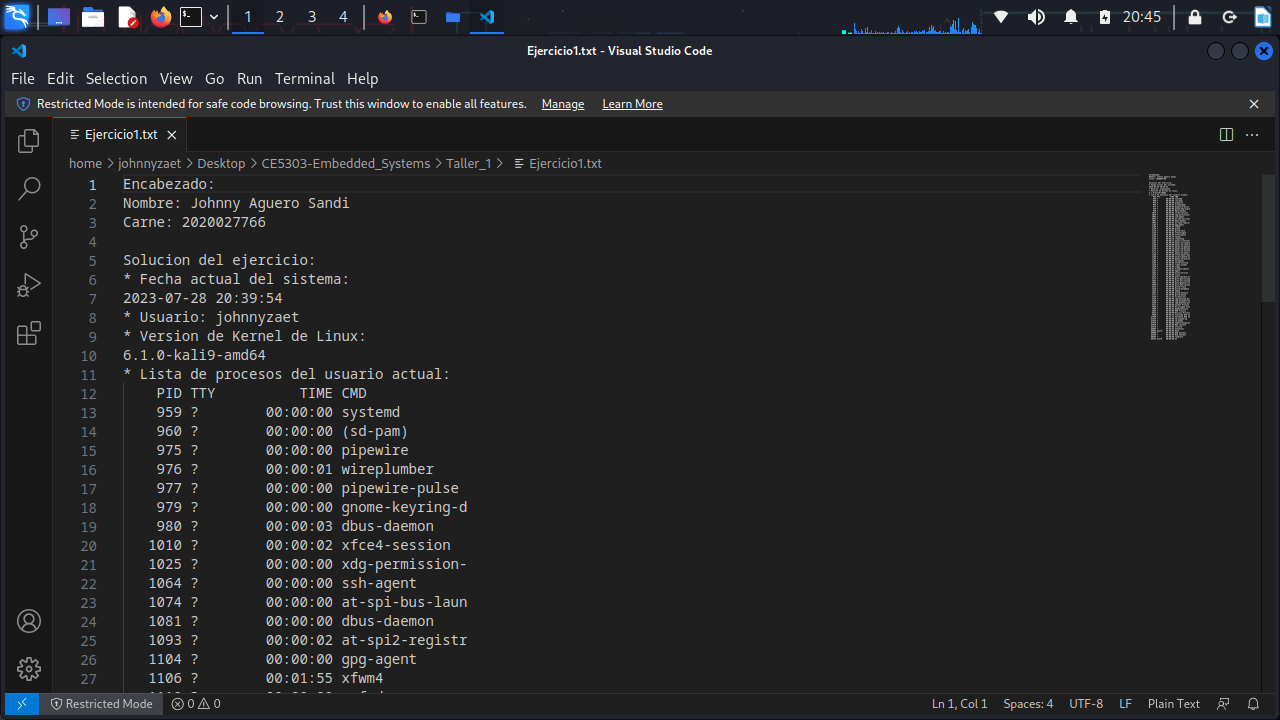 1 2 3 4 20:45
Ejercicio1.txt - Visual Studio Code
File Edit Selection View Go Run Terminal Help
Restricted Mode is intended for safe code browsing. Trust this window to enable all features. Manage Learn More
Ejercicio1.txt
home > johnnyzaet > Desktop > CE5303-Embedded_Systems > Taller_1 > Ejercicio1.txt
1 Encabezado:
2 Nombre: Johnny Aguero Sandi
3 Carne: 2020027766
4
5 Solucion del ejercicio:
6 * Fecha actual del sistema:
7 2023-07-28 20:39:54
8 * Usuario: johnnyzaet
9 * Version de Kernel de Linux:
10 6.1.0-kali9-amd64
11 * Lista de procesos del usuario actual:
12 PID TTY TIME CMD
13 959 ? 00:00:00 systemd
14 960 ? 00:00:00 (sd-pam)
15 975 ? 00:00:00 pipewire
16 976 ? 00:00:01 wireplumber
17 977 ? 00:00:00 pipewire-pulse
18 979 ? 00:00:00 gnome-keyring-d
19 980 ? 00:00:03 dbus-daemon
20 1010 ? 00:00:02 xfce4-session
21 1025 ? 00:00:00 xdg-permission-
22 1064 ? 00:00:00 ssh-agent
23 1074 ? 00:00:00 at-spi-bus-laun
24 1081 ? 00:00:00 dbus-daemon
25 1093 ? 00:00:02 at-spi2-registr
26 1104 ? 00:00:00 gpg-agent
27 1106 ? 00:01:55 xfwm4
Restricted Mode 0 0 Ln 1, Col 1 Spaces: 4 UTF-8 LF Plain Text